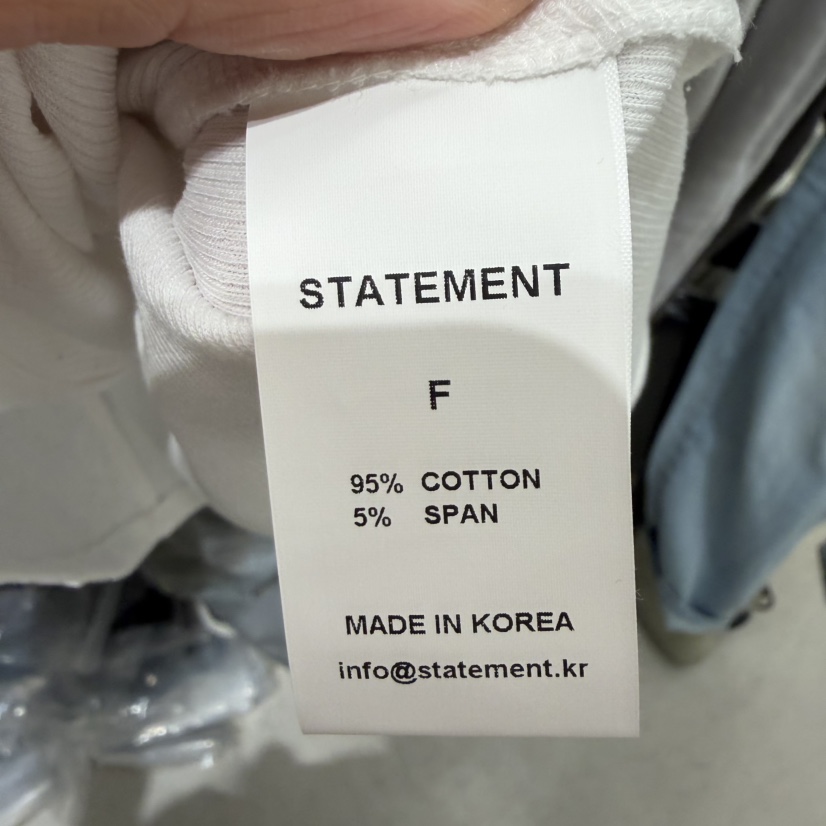 STATEMENT
F
95% COTTON
5% SPAN
MADE IN KOREA
info@statement.kr